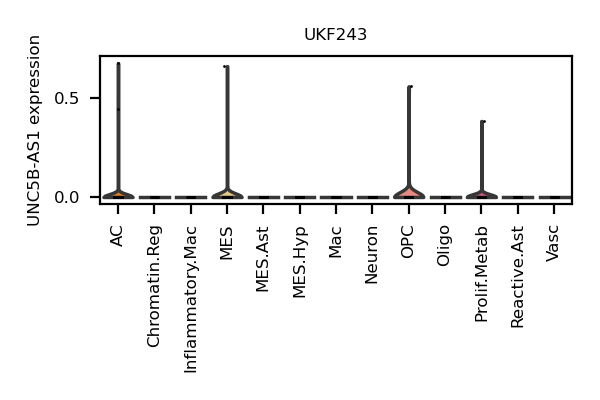 UKF243
UNC5B-AS1 expression
0.5
0.0
AC
Chromatin.Reg
Inflammatory.Mac
MES
MES.Ast
MES.Hyp
Mac
Neuron
OPC
Oligo
Prolif.Metab
Reactive.Ast
Vasc